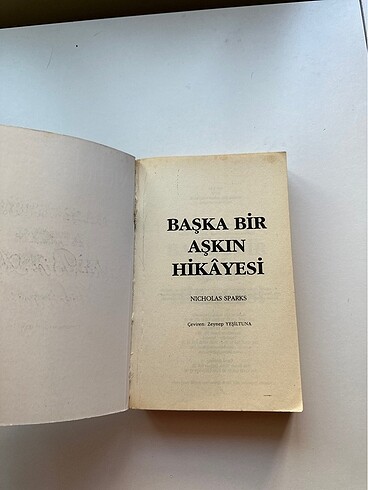 BAŞKA BİR
AŞKIN
HİKÂYESİ
NICHOLAS SPARKS
Çeviren: Zeynep YEŞİLTUNA